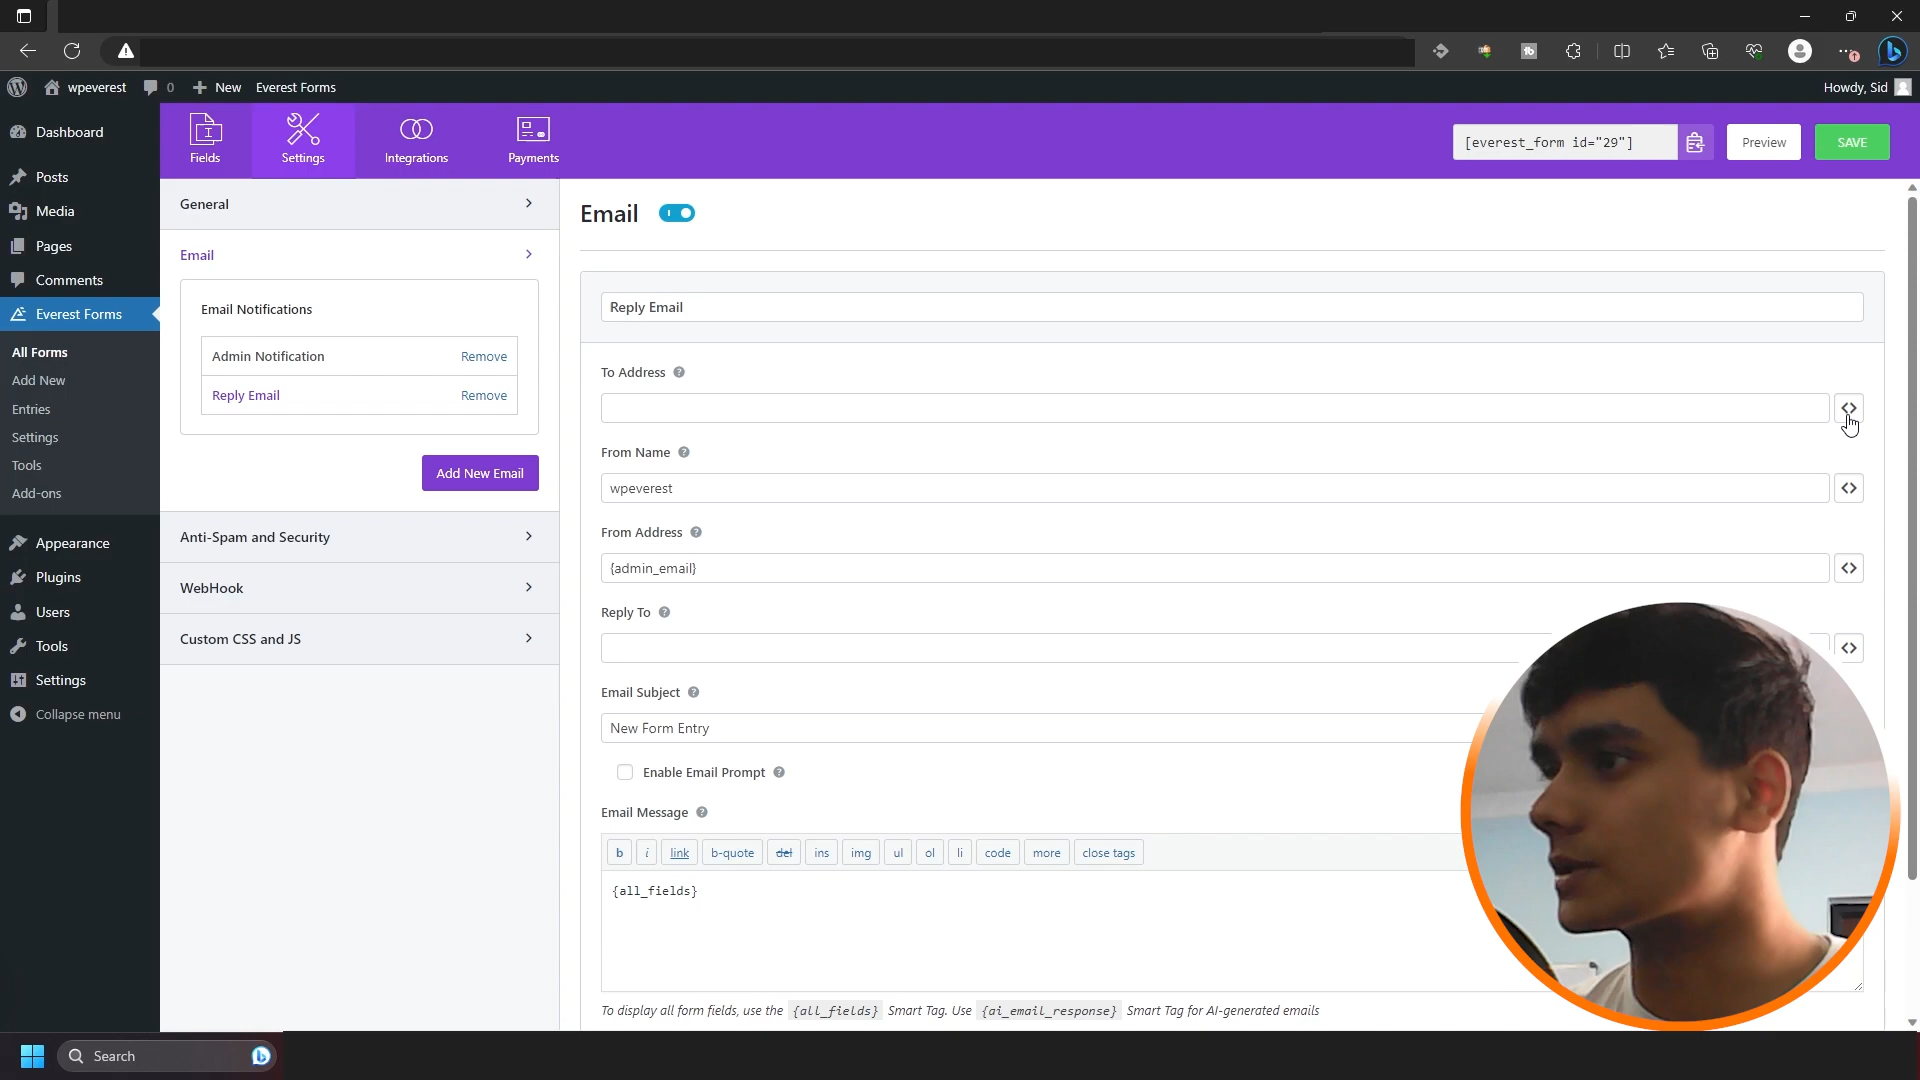 wpeverest
0
New
Everest Forms
Howdy, Sid
Dashboard
Posts
Media
Pages
Comments
Everest Forms
All Forms
Add New
Entries
Settings
Tools
Add-ons
Appearance
Plugins
Users
Tools
Settings
Collapse menu
Fields
Settings
Integrations
Payments
[everest_form id="29"]
Preview
SAVE
General
Email
Email Notifications
Admin Notification Remove
Reply Email Remove
Add New Email
Anti-Spam and Security
WebHook
Custom CSS and JS
Email
Reply Email
To Address
From Name
wpeverest
From Address
{admin_email}
Reply To
Email Subject
New Form Entry
Enable Email Prompt
Email Message
b i link b-quote del ins img ul ol li code more close tags
{all_fields}
To display all form fields, use the {all_fields} Smart Tag. Use {ai_email_response} Smart Tag for AI-generated emails
Search